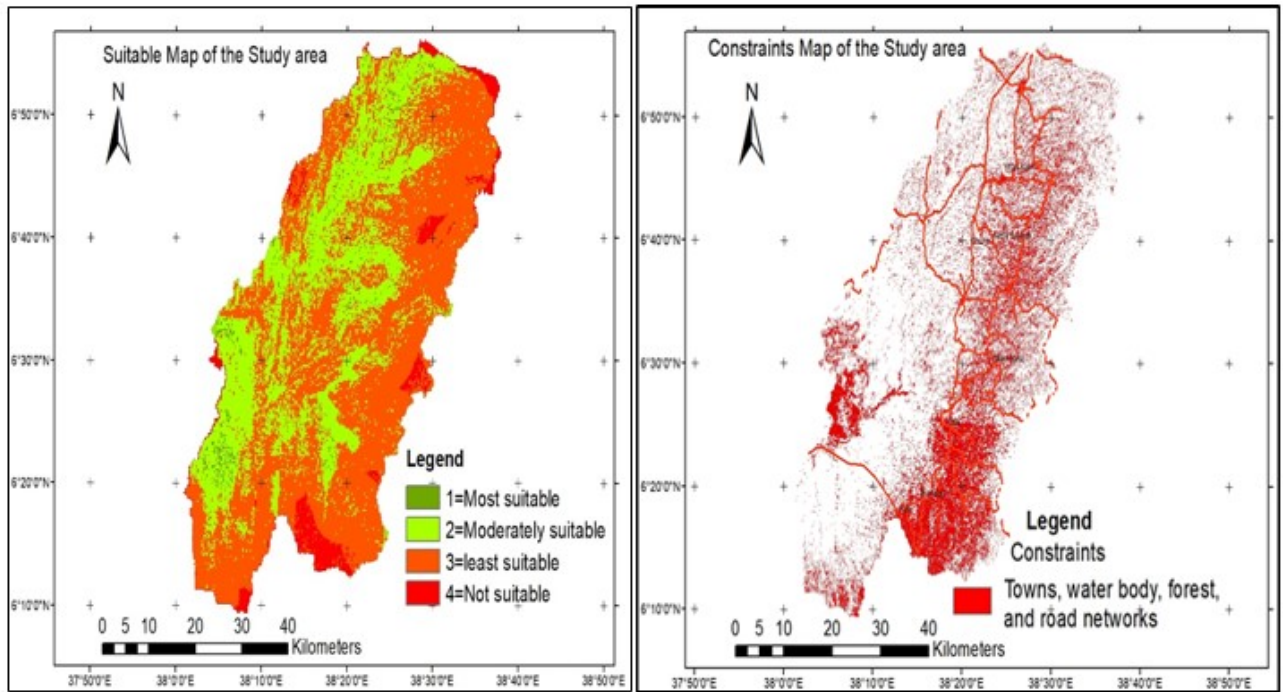 Suitable Map of the Study area
N
6°50'0"N
6°40'0"N
6°30'0"N
6°20'0"N
6°10'0"N
Legend
1=Most suitable
2=Moderately suitable
3=least suitable
4=Not suitable
0 5 10 20 30 40
Kilometers
37°50'0"E 38°0'0"E 38°10'0"E 38°20'0"E 38°30'0"E 38°40'0"E 38°50'0"E
Constraints Map of the Study area
N
6°50'0"N
6°40'0"N
6°30'0"N
6°20'0"N
6°10'0"N
Legend
Constraints
Towns, water body, forest,
and road networks
0 5 10 20 30 40
Kilometers
37°50'0"E 38°0'0"E 38°10'0"E 38°20'0"E 38°30'0"E 38°40'0"E 38°50'0"E